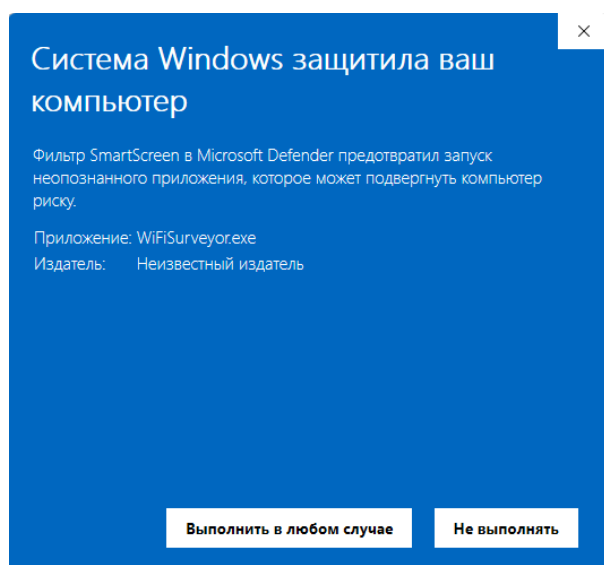 Система Windows защитила ваш
компьютер
Фильтр SmartScreen в Microsoft Defender предотвратил запуск
неопознанного приложения, которое может подвергнуть компьютер
риску.
Приложение: WiFiSurveyor.exe
Издатель: Неизвестный издатель
Выполнить в любом случае Не выполнять